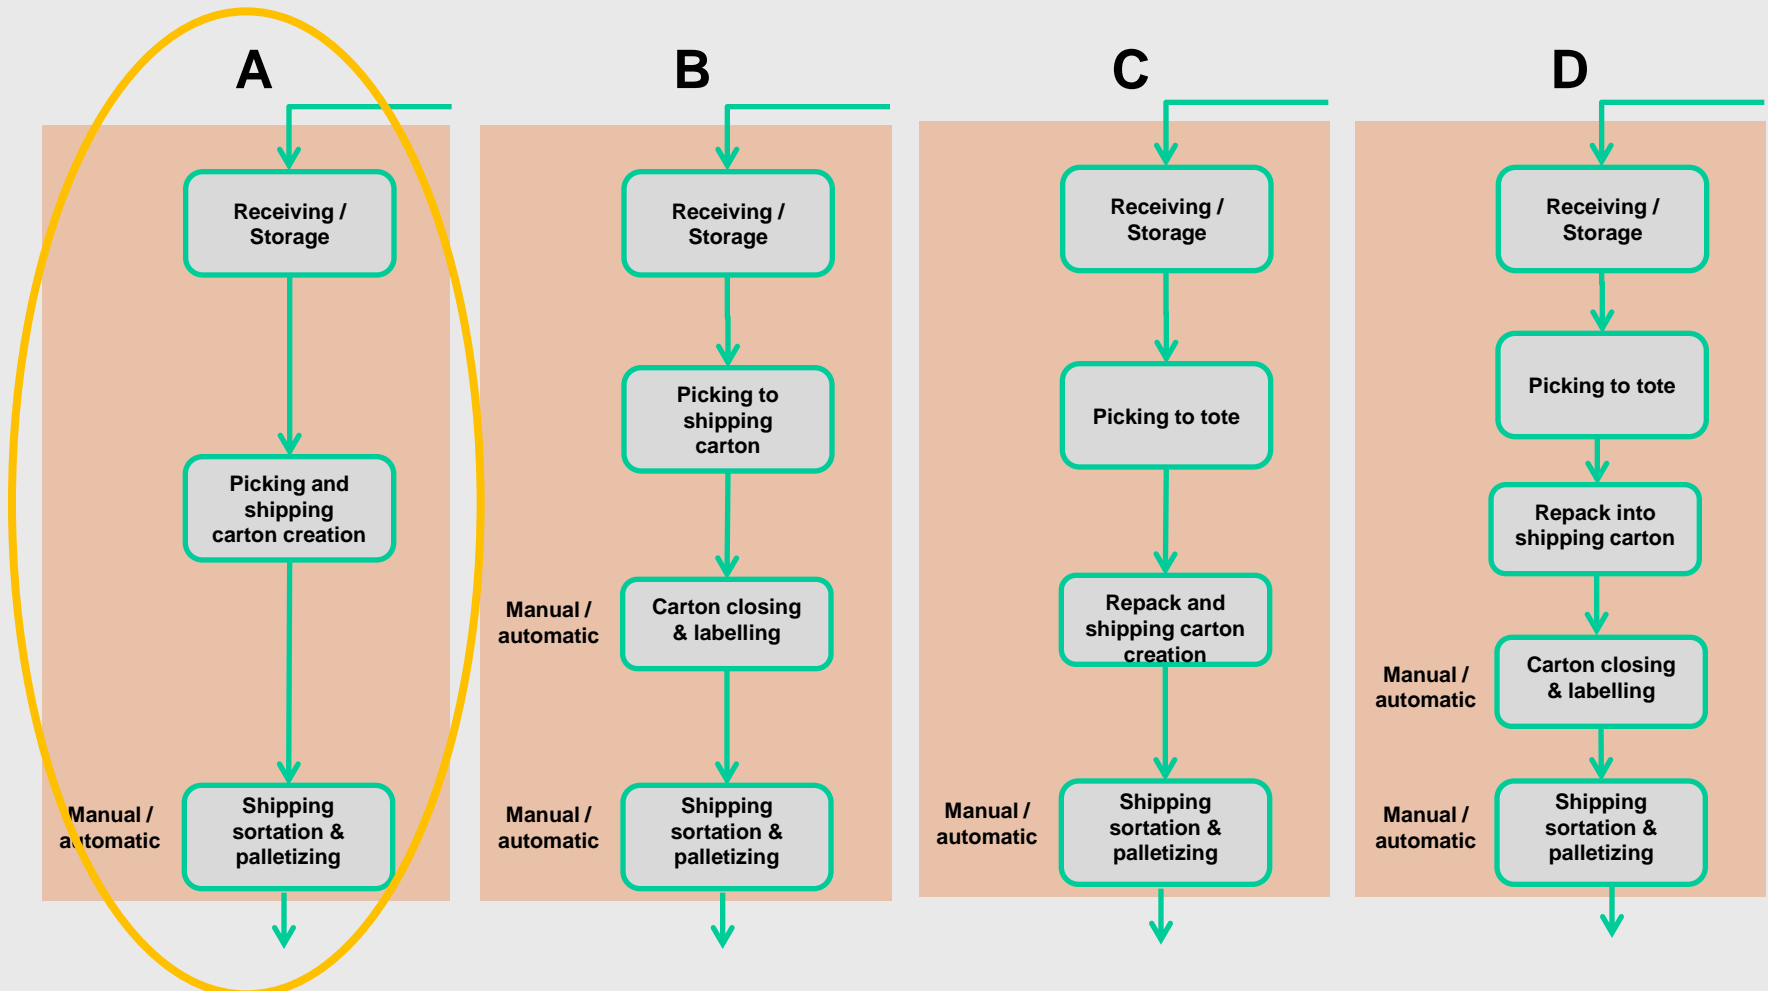 A
Receiving /
Storage
Picking and
shipping
carton creation
Manual /
automatic
Shipping
sortation &
palletizing
B
Receiving /
Storage
Picking to
shipping
carton
Manual /
automatic
Carton closing
& labelling
Manual /
automatic
Shipping
sortation &
palletizing
C
Receiving /
Storage
Picking to tote
Repack and
shipping carton
creation
Manual /
automatic
Shipping
sortation &
palletizing
D
Receiving /
Storage
Picking to tote
Repack into
shipping carton
Manual /
automatic
Carton closing
& labelling
Manual /
automatic
Shipping
sortation &
palletizing